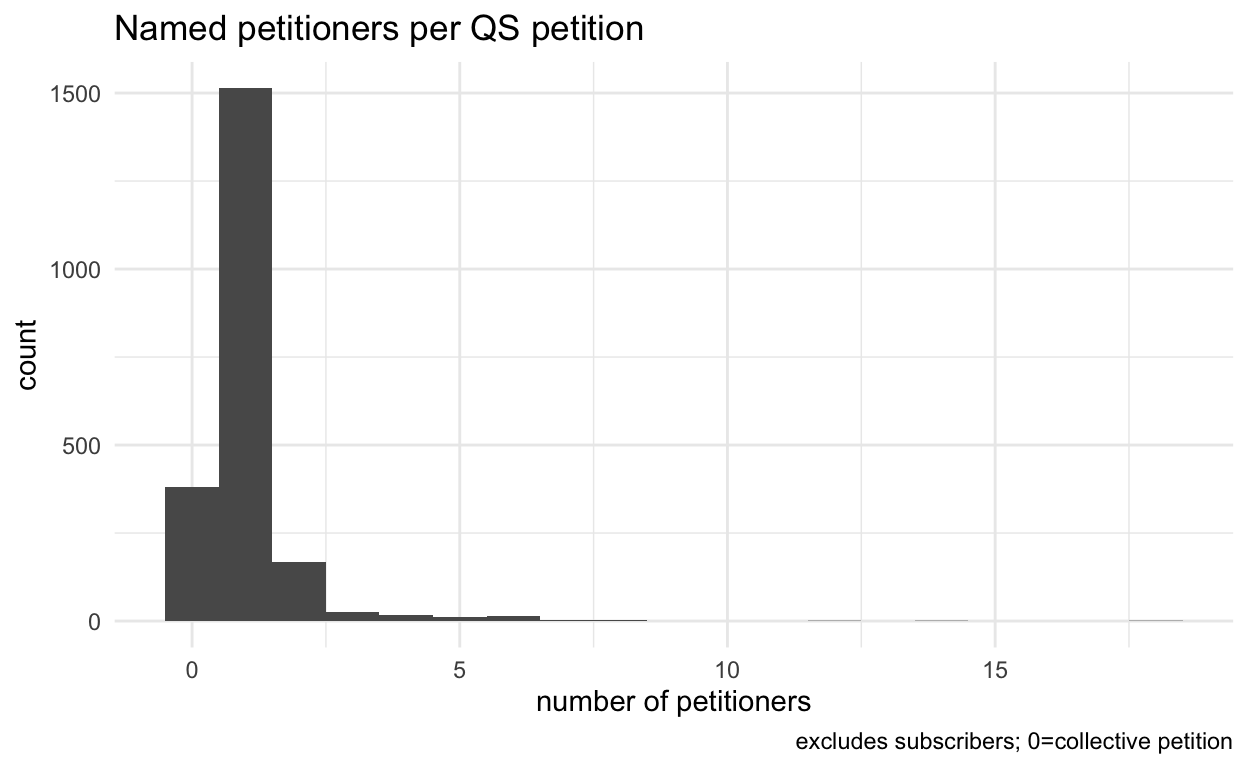 Named petitioners per QS petition
1500
1000
500
0
count
0 5 10 15
number of petitioners
excludes subscribers; 0=collective petition